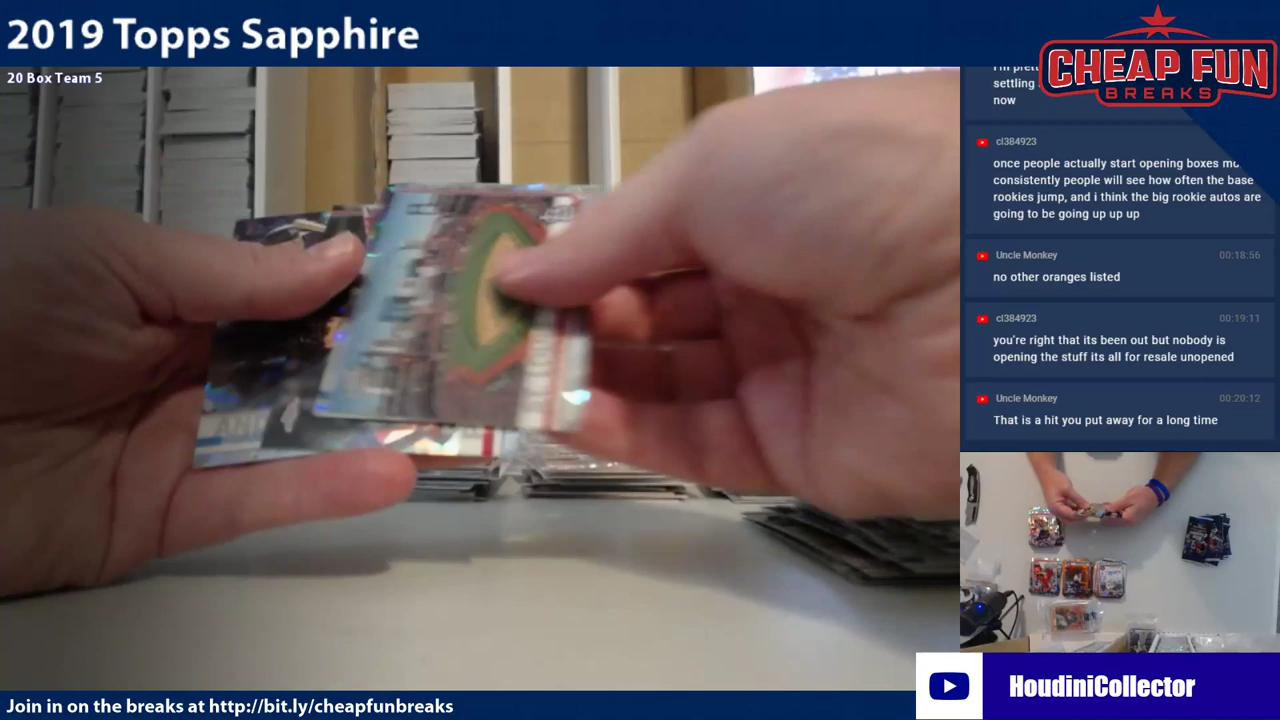 2019 Topps Sapphire
20 Box Team 5
CHEAP FUN
BREAKS
settling
now
cl384923
once people actually start opening boxes
consistently people will see how often the base
rookies jump, and i think the big rookie autos are
going to be going up up up
Uncle Monkey 00:18:56
no other oranges listed
cl384923 00:19:11
you're right that its been out but nobody is
opening the stuff its all for resale unopened
Uncle Monkey 00:20:12
That is a hit you put away for a long time
HoudiniCollector
Join in on the breaks at http://bit.ly/cheapfunbreaks